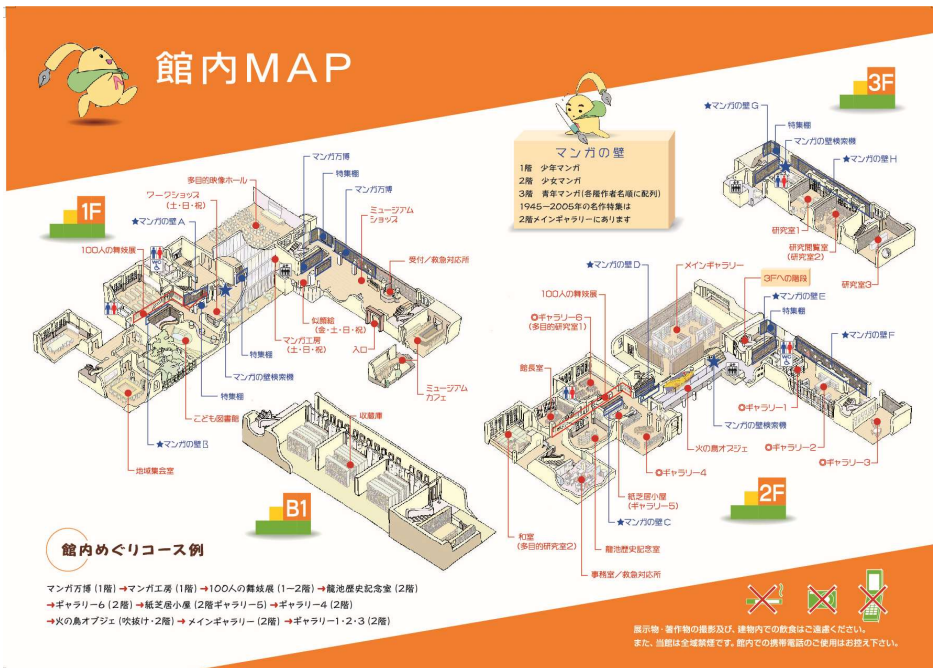 館内MAP
マンガの壁
1階 少年マンガ
2階 少女マンガ
3階 青年マンガ(各階作者名順に配列)
1945−2005年の名作特集は
2階メインギャラリーにあります
3F
★マンガの壁G
特集棚
マンガの壁検索機
★マンガの壁H
研究室1
研究閲覧室
(研究室2)
研究室3
1F
マンガ万博
特集棚
マンガ万博
多目的映像ホール
ワークショップ
(土・日・祝)
★マンガの壁A
100人の舞妓展
ミュージアム
ショップ
受付/救急対応所
似顔絵
(金・土・日・祝)
マンガ工房
(土・日・祝)
入口
特集棚
マンガの壁検索機
特集棚
ミュージアム
カフェ
こども図書館
★マンガの壁B
地域集合室
B1
収蔵庫
2F
★マンガの壁D
メインギャラリー
3Fへの階段
100人の舞妓展
★マンガの壁E
特集棚
ギャラリー6
(多目的研究室1)
★マンガの壁F
館長室
ギャラリー1
マンガの壁検索機
ギャラリー2
火の鳥オブジェ
ギャラリー3
ギャラリー4
紙芝居小屋
(ギャラリー5)
★マンガの壁C
和室
(多目的研究室2)
龍池歴史記念室
事務室/救急対応所
館内めぐりコース例
マンガ万博(1階)→マンガ工房(1階)→100人の舞妓展(1〜2階)→龍池歴史記念室(2階)
→ギャラリー6(2階)→紙芝居小屋(2階ギャラリー5)→ギャラリー4(2階)
→火の鳥オブジェ(吹抜け・2階)→メインギャラリー(2階)→ギャラリー1・2・3(2階)
展示物・著作物の撮影及び、建物内での飲食はご遠慮ください。
また、当館は全域禁煙です。館内での携帯電話のご使用はお控え下さい。